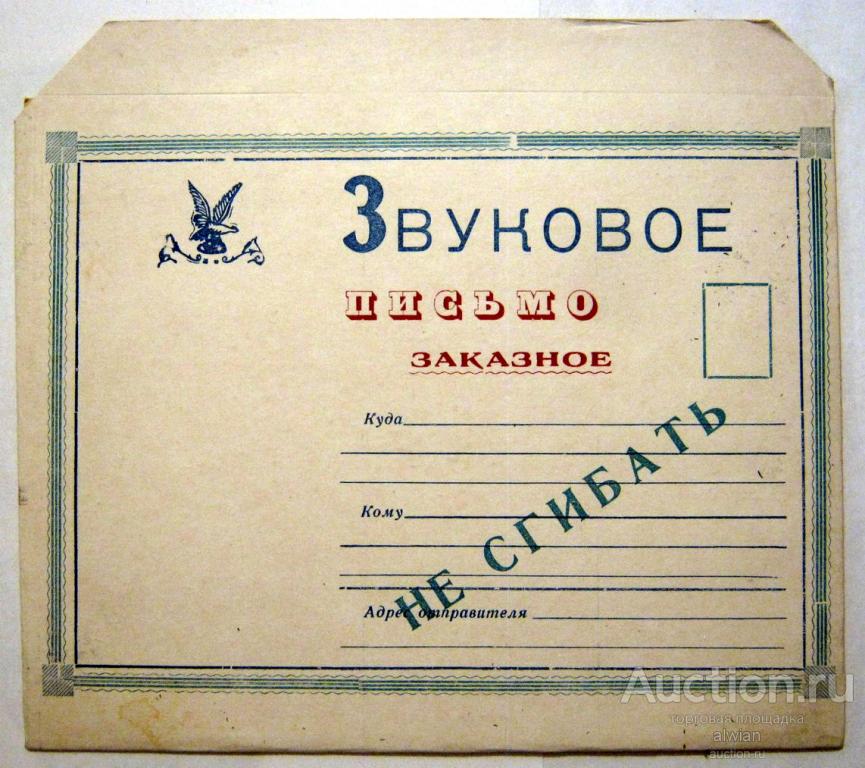 Звуковое
ПИСЬМО
ЗАКАЗНОЕ
Куда
Кому
НЕ СГИБАТЬ
Адрес отправителя
Auction.ru
торговая площадка
alwian
auction.ru